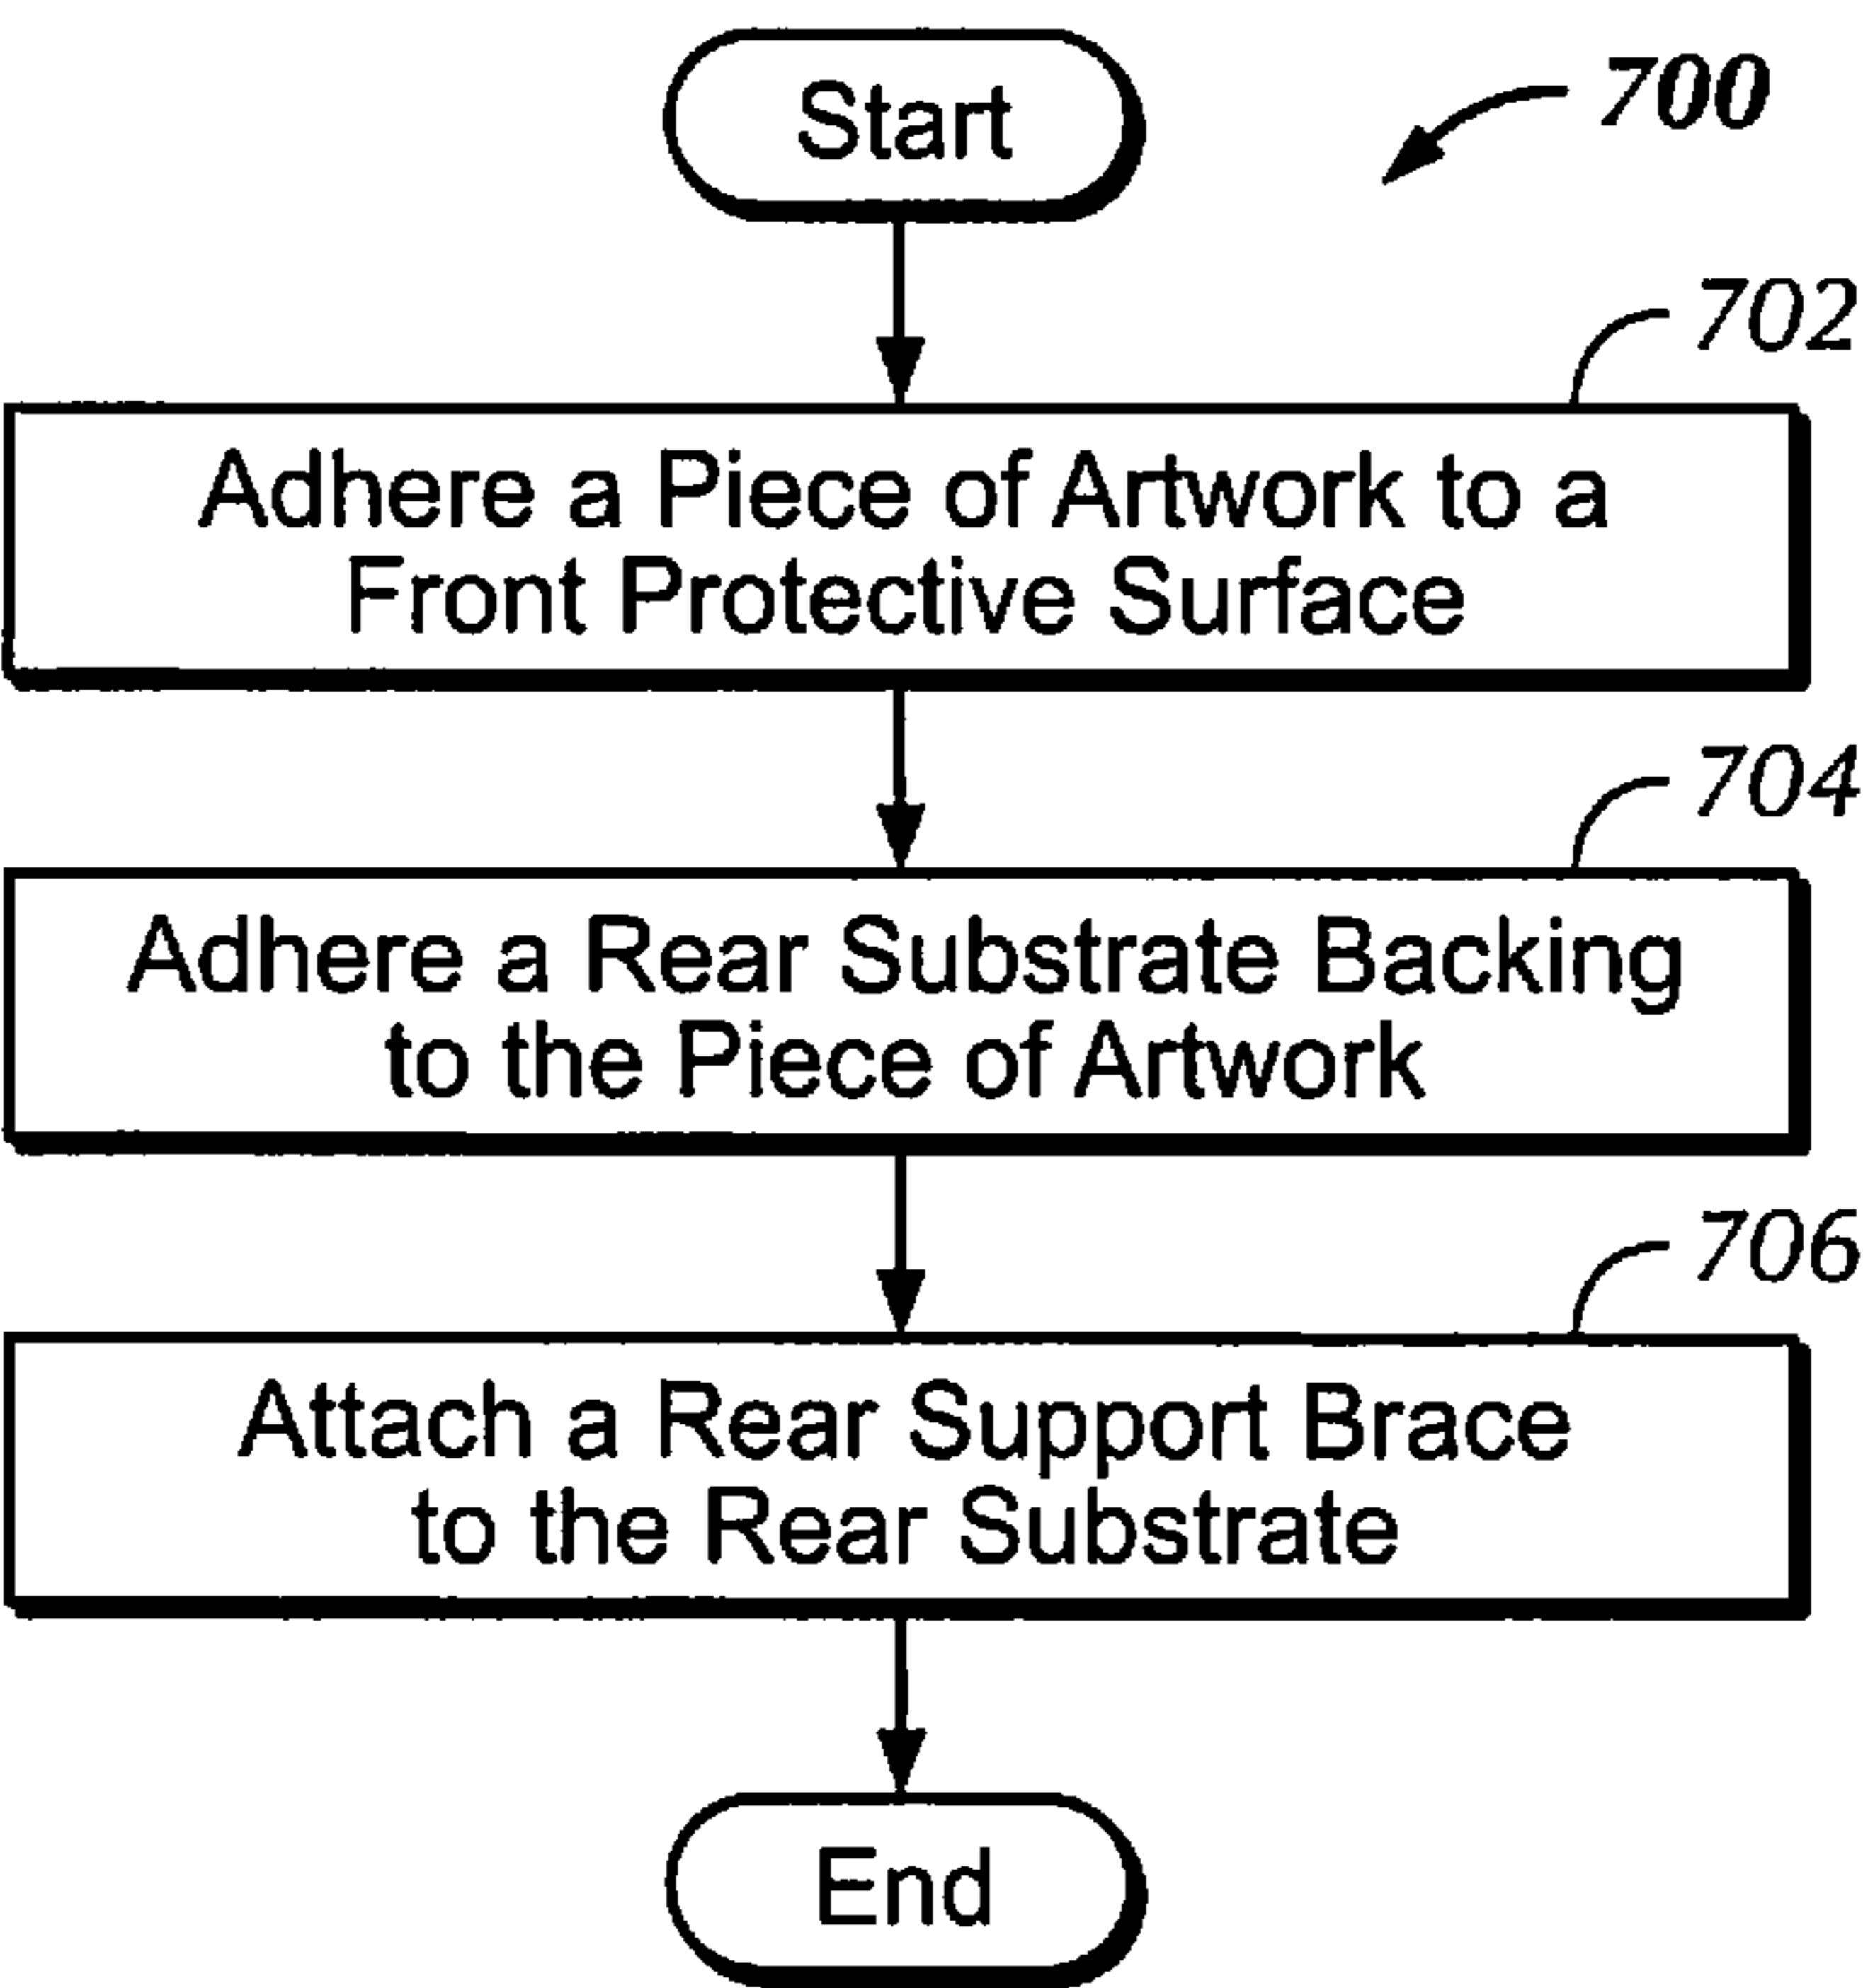 Start
700
702
Adhere a Piece of Artwork to a
Front Protective Surface
704
Adhere a Rear Substrate Backing
to the Piece of Artwork
706
Attach a Rear Support Brace
to the Rear Substrate
End